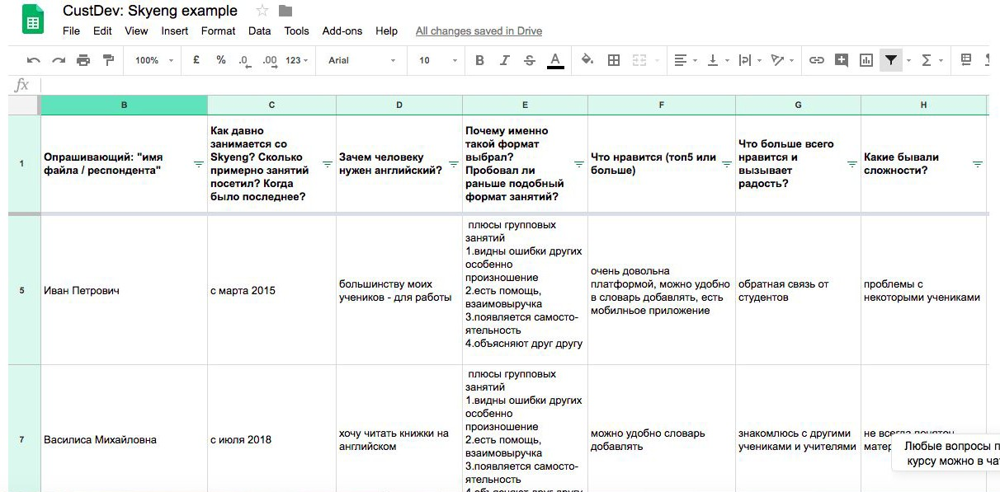 CustDev: Skyeng example
File Edit View Insert Format Data Tools Add-ons Help All changes saved in Drive
100% £ % .0 .00 123 Arial 10 B I S A
fx
B C D E F G H
1
Опрашивающий: "имя
файла / респондента"
Как давно
занимается со
Skyeng? Сколько
примерно занятий
посетил? Когда
было последнее?
Зачем человеку
нужен английский?
Почему именно
такой формат
выбрал?
Пробовал ли
раньше подобный
формат занятий?
Что нравится (топ5 или
больше)
Что больше всего
нравится и
вызывает
радость?
Какие бывали
сложности?
5
Иван Петрович
с марта 2015
большинству моих
учеников - для работы
плюсы групповых
занятий
1.видны ошибки других
особенно
произношение
2.есть помощь,
взаимовыручка
3.появляется самосто-
ятельность
4.объясняют друг другу
очень довольна
платформой, можно удобно
в словарь добавлять, есть
мобилньое приложение
обратная связь от
студентов
проблемы с
некоторыми учениками
7
Василиса Михайловна
с июля 2018
хочу читать книжки на
английском
плюсы групповых
занятий
1.видны ошибки других
особенно
произношение
2.есть помощь,
взаимовыручка
3.появляется самосто-
ятельность
4.объясняют друг другу
можно удобно словарь
добавлять
знакомлюсь с другими
учениками и учителями
не всегда понятен
матер
Любые вопросы п
курсу можно в ча